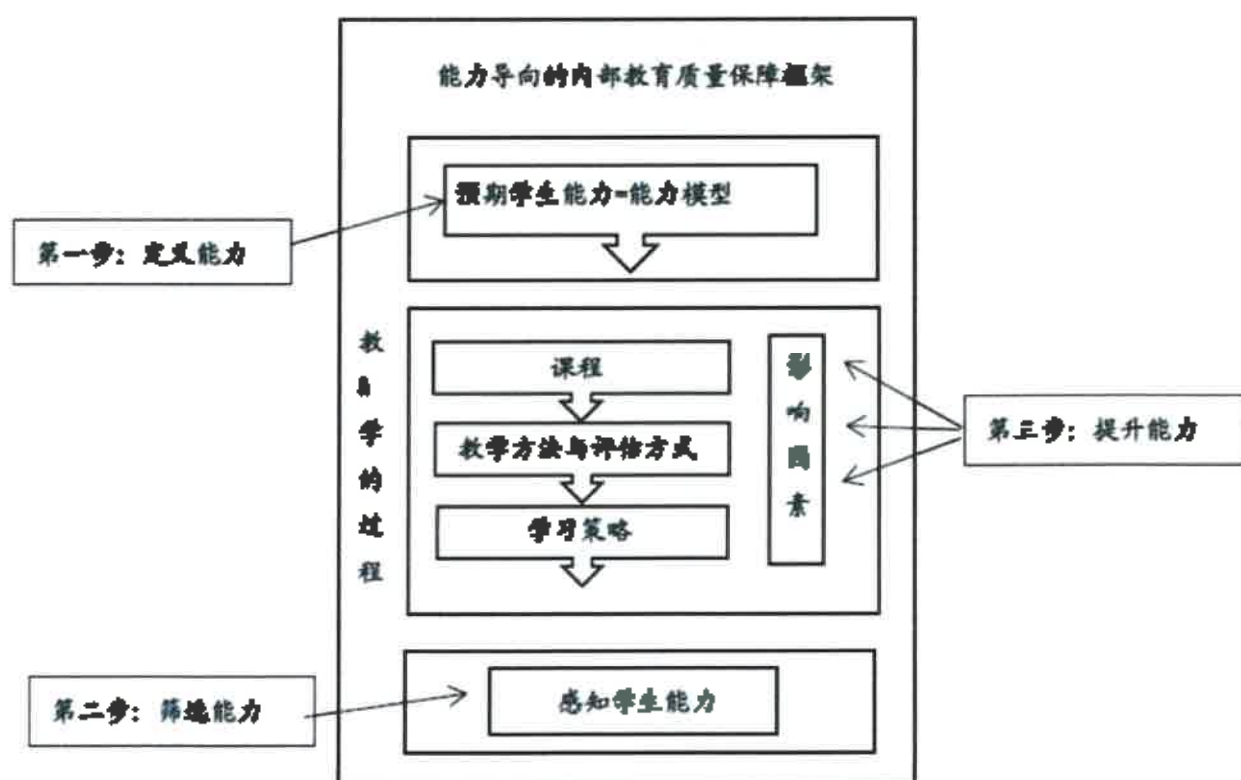 能力导向的内部教育质量保障框架
预期学生能力=能力模型
第一步：定义能力
教与学的过程
课程
教学方法与评估方式
学习策略
影响因素
第三步：提升能力
第二步：筛选能力
感知学生能力